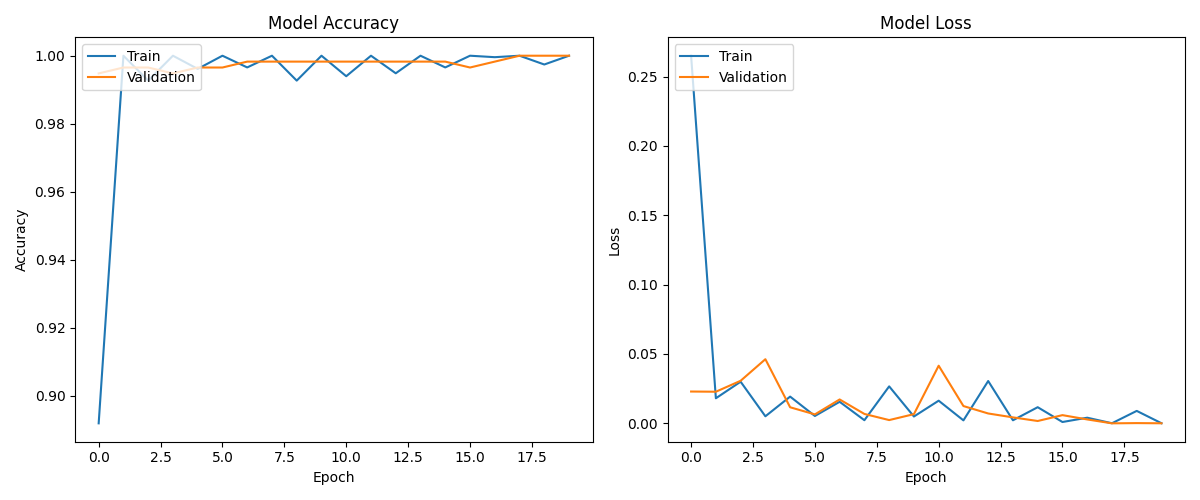 Model Accuracy
1.00
0.98
0.96
0.94
0.92
0.90
Accuracy
Train
Validation
0.0 2.5 5.0 7.5 10.0 12.5 15.0 17.5
Epoch
Model Loss
0.25
0.20
0.15
0.10
0.05
0.00
Loss
Train
Validation
0.0 2.5 5.0 7.5 10.0 12.5 15.0 17.5
Epoch